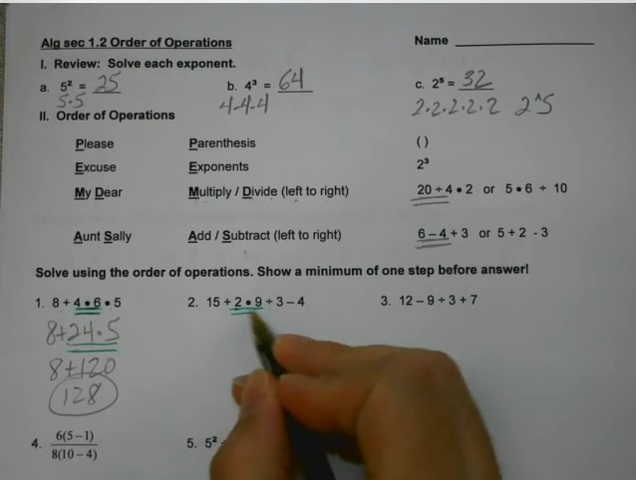 Alg sec 1.2 Order of Operations Name
I. Review: Solve each exponent.
a. 5² = 25 b. 4³ = 64 c. 2⁵ = 32
5·5 4·4·4 2·2·2·2·2 2^5
II. Order of Operations
Please Parenthesis ( )
Excuse Exponents 2³
My Dear Multiply / Divide (left to right) 20 ÷ 4 • 2 or 5 • 6 ÷ 10
Aunt Sally Add / Subtract (left to right) 6 – 4 + 3 or 5 + 2 - 3
Solve using the order of operations. Show a minimum of one step before answer!
1. 8 + 4 • 6 • 5 2. 15 + 2 • 9 ÷ 3 – 4 3. 12 – 9 ÷ 3 + 7
8+24·5
8+120
128
4. 6(5 – 1) 5. 5²
8(10 – 4)